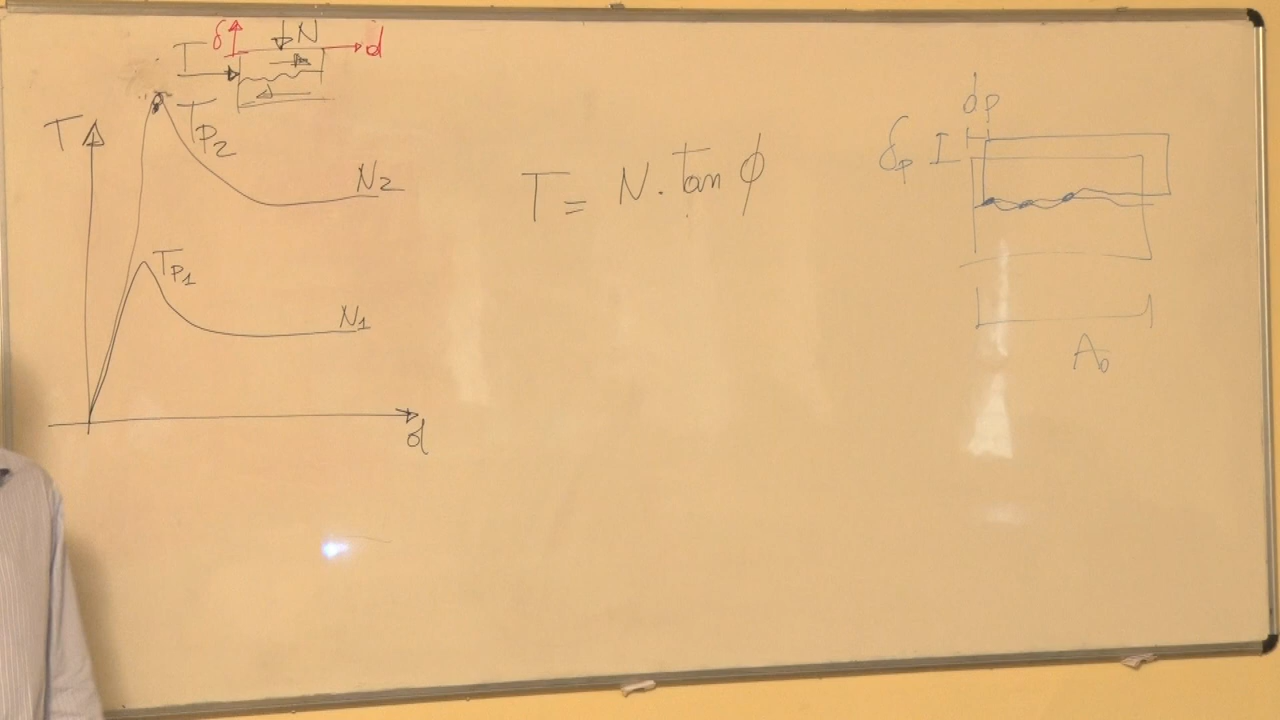 δ N d
T
T
Tp2
N2
Tp1
N1
d
T = N. tan ϕ
dp
δp
A₀